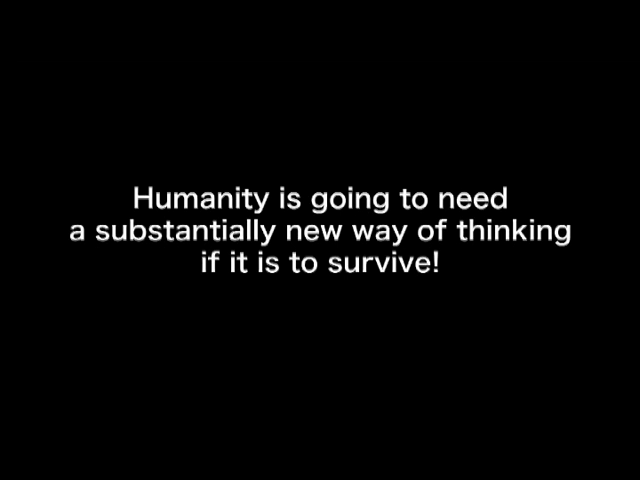 Humanity is going to need
a substantially new way of thinking
if it is to survive!